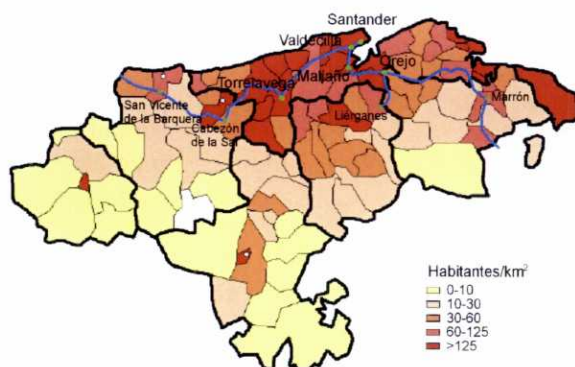 Santander
Valdecilla
Orejo
Torrelavega
Maliaño
Marrón
San Vicente
de la Barquera
Liérganes
Cabezón
de la Sal
Habitantes/km²
0-10
10-30
30-60
60-125
>125